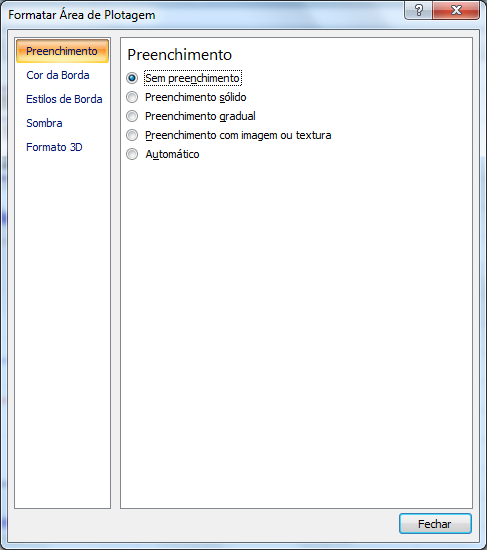 Formatar Área de Plotagem
Preenchimento
Cor da Borda
Estilos de Borda
Sombra
Formato 3D
Preenchimento
Sem preenchimento
Preenchimento sólido
Preenchimento gradual
Preenchimento com imagem ou textura
Automático
Fechar